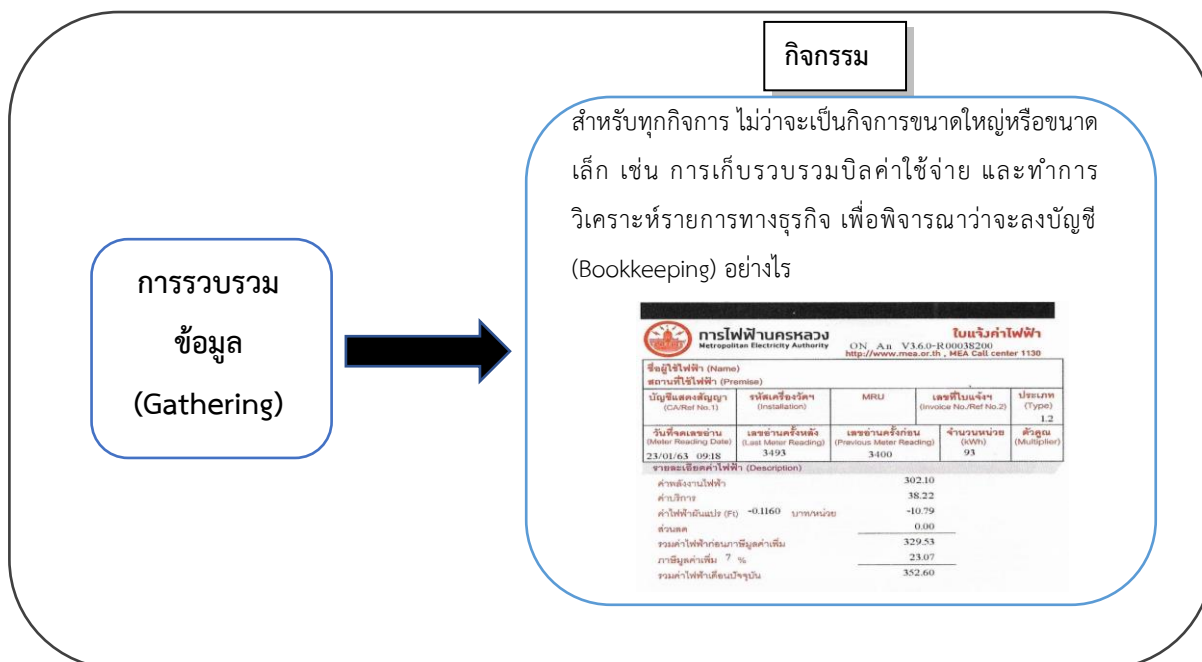 กิจกรรม
สำหรับทุกกิจการ ไม่ว่าจะเป็นกิจการขนาดใหญ่หรือขนาด
เล็ก เช่น การเก็บรวบรวมบิลค่าใช้จ่าย และทำการ
วิเคราะห์รายการทางธุรกิจ เพื่อพิจารณาว่าจะลงบัญชี
(Bookkeeping) อย่างไร
การรวบรวม
ข้อมูล
(Gathering)
การไฟฟ้านครหลวง
Metropolitan Electricity Authority
ใบแจ้งค่าไฟฟ้า
ON_An V3.6.0-R00038200
http://www.mea.or.th , MEA Call center 1130
ชื่อผู้ใช้ไฟฟ้า (Name)
สถานที่ใช้ไฟฟ้า (Premise)
บัญชีแสดงสัญญา รหัสเครื่องวัดฯ MRU เลขที่ใบแจ้งฯ ประเภท
(CA/Ref No.1) (Installation) (Invoice No./Ref No.2) (Type)
1.2
วันที่จดเลขอ่าน เลขอ่านครั้งหลัง เลขอ่านครั้งก่อน จำนวนหน่วย ตัวคูณ
(Meter Reading Date) (Last Meter Reading) (Previous Meter Reading) (kWh) (Multiplier)
23/01/63 09:18 3493 3400 93
รายละเอียดค่าไฟฟ้า (Description)
ค่าพลังงานไฟฟ้า 302.10
ค่าบริการ 38.22
ค่าไฟฟ้าผันแปร (Ft) -0.1160 บาท/หน่วย -10.79
ส่วนลด 0.00
รวมค่าไฟฟ้าก่อนภาษีมูลค่าเพิ่ม 329.53
ภาษีมูลค่าเพิ่ม 7 % 23.07
รวมค่าไฟฟ้าเดือนปัจจุบัน 352.60